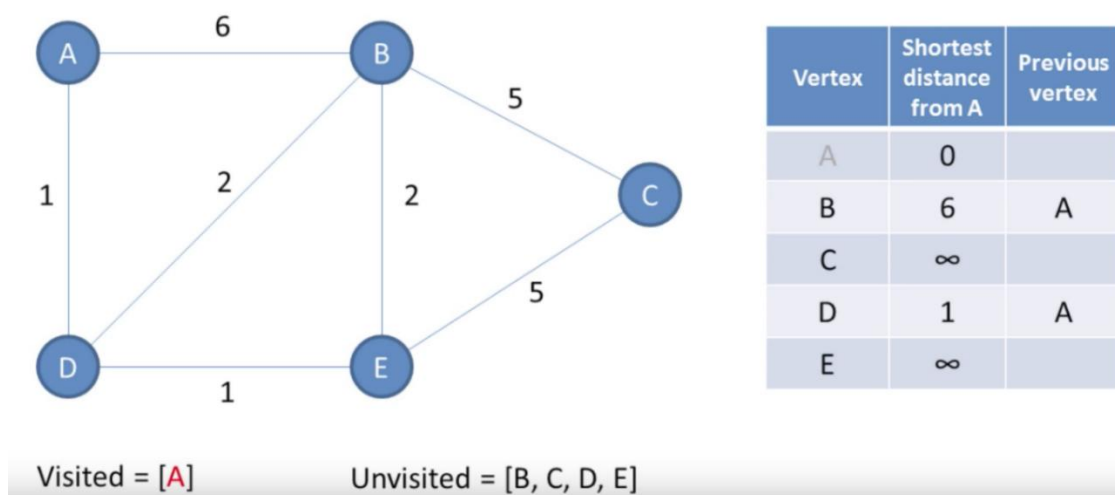 6
A
B
5
1
2
2
C
5
D
E
1
Vertex Shortest distance from A Previous vertex
A 0
B 6 A
C ∞
D 1 A
E ∞
Visited = [A]
Unvisited = [B, C, D, E]